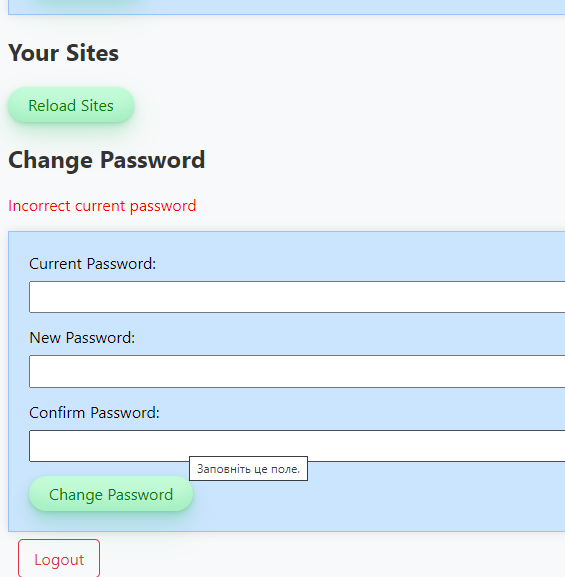 Your Sites
Reload Sites
Change Password
Incorrect current password
Current Password:
New Password:
Confirm Password:
Заповніть це поле.
Change Password
Logout